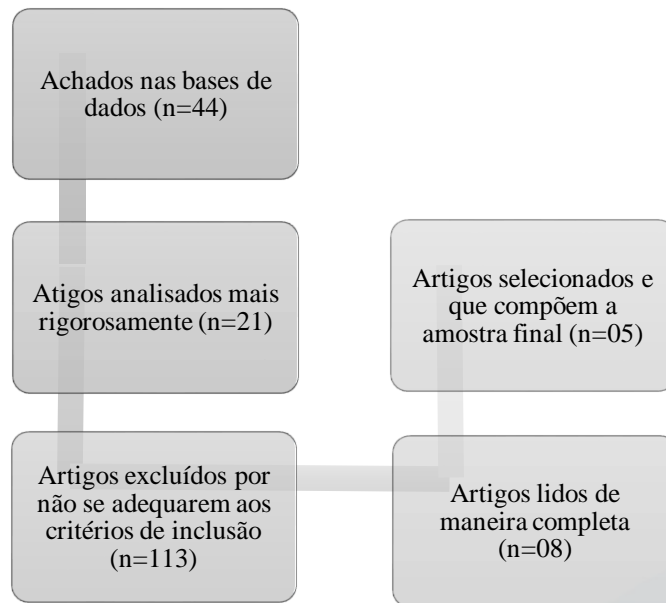 Achados nas bases de
dados (n=44)
Atigos analisados mais
rigorosamente (n=21)
Artigos excluídos por
não se adequarem aos
critérios de inclusão
(n=113)
Artigos lidos de
maneira completa
(n=08)
Artigos selecionados e
que compõem a
amostra final (n=05)